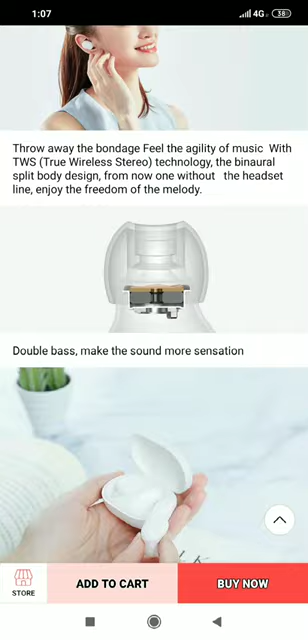 1:07
4G
38
Throw away the bondage Feel the agility of music With
TWS (True Wireless Stereo) technology, the binaural
split body design, from now one without the headset
line, enjoy the freedom of the melody.
Double bass, make the sound more sensation
STORE
ADD TO CART
BUY NOW